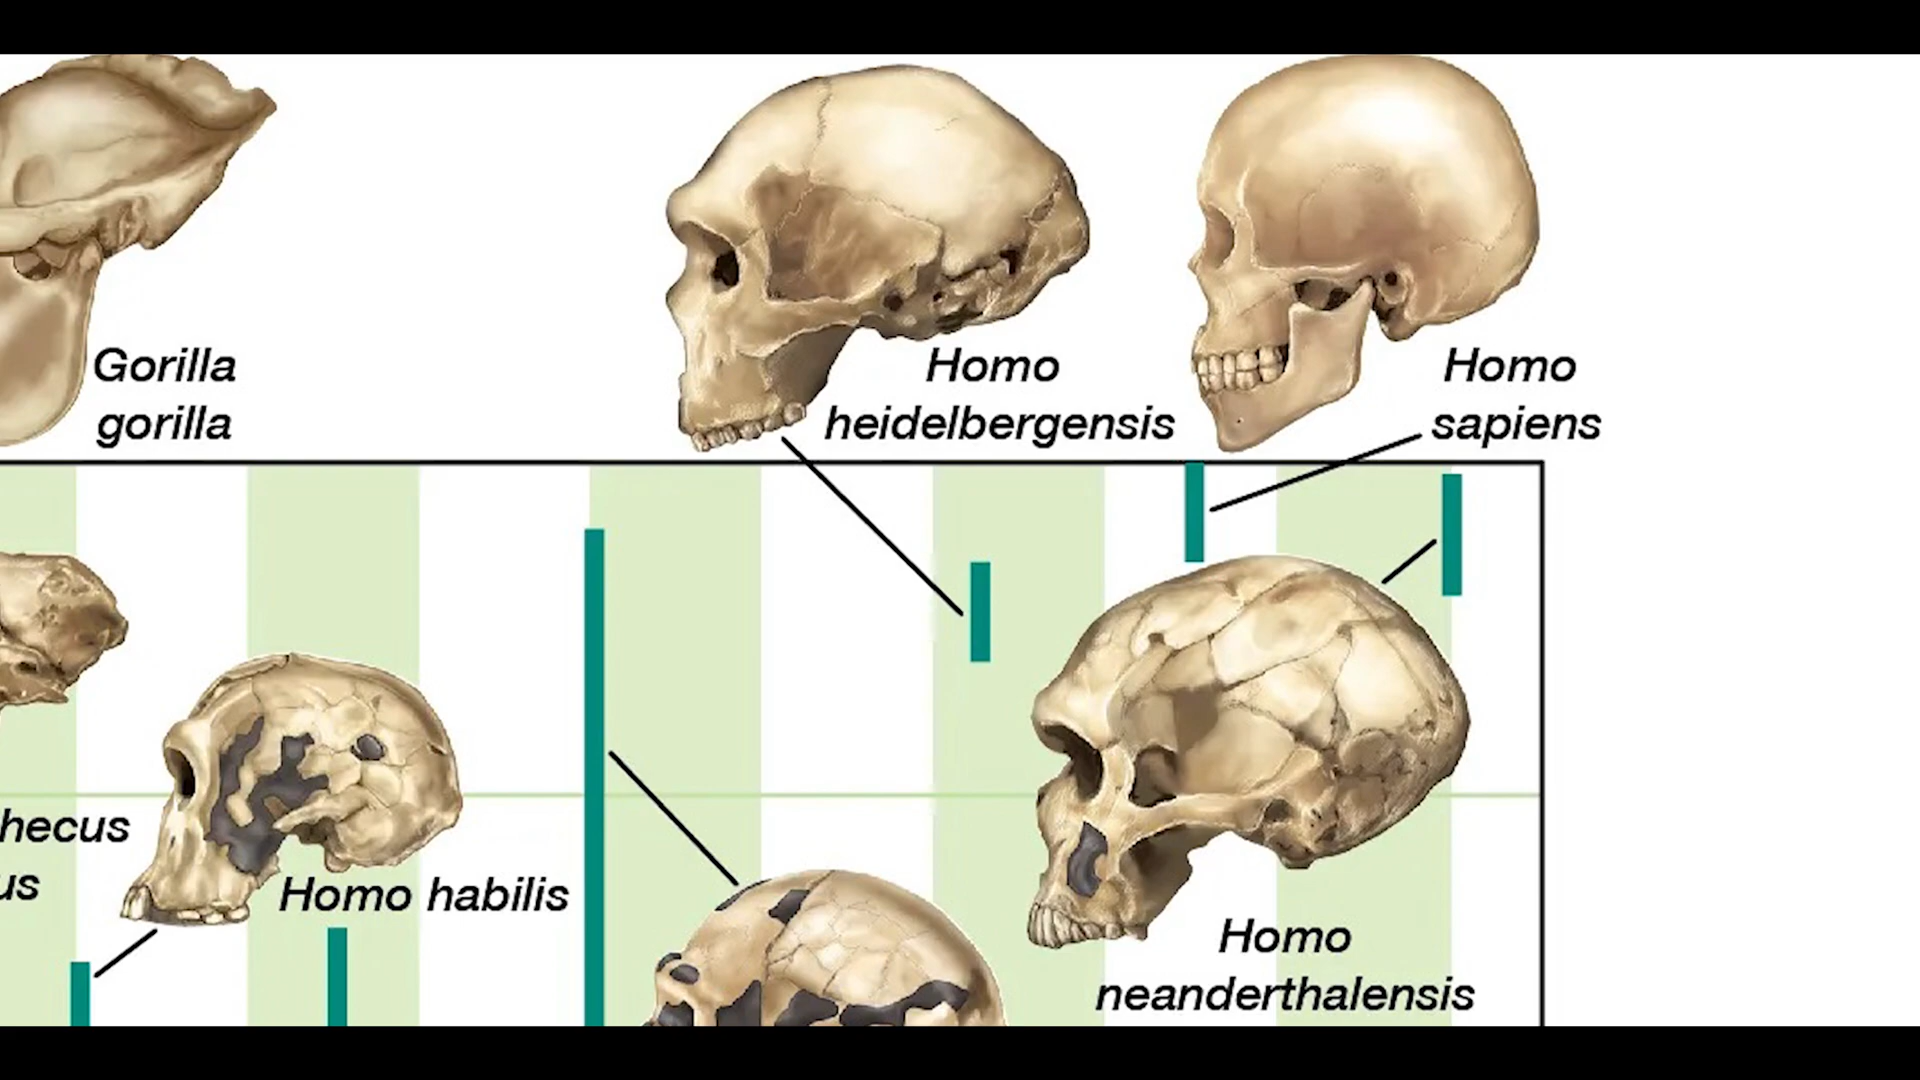 Gorilla
gorilla
Homo
heidelbergensis
Homo
sapiens
hecus
us
Homo habilis
Homo
neanderthalensis